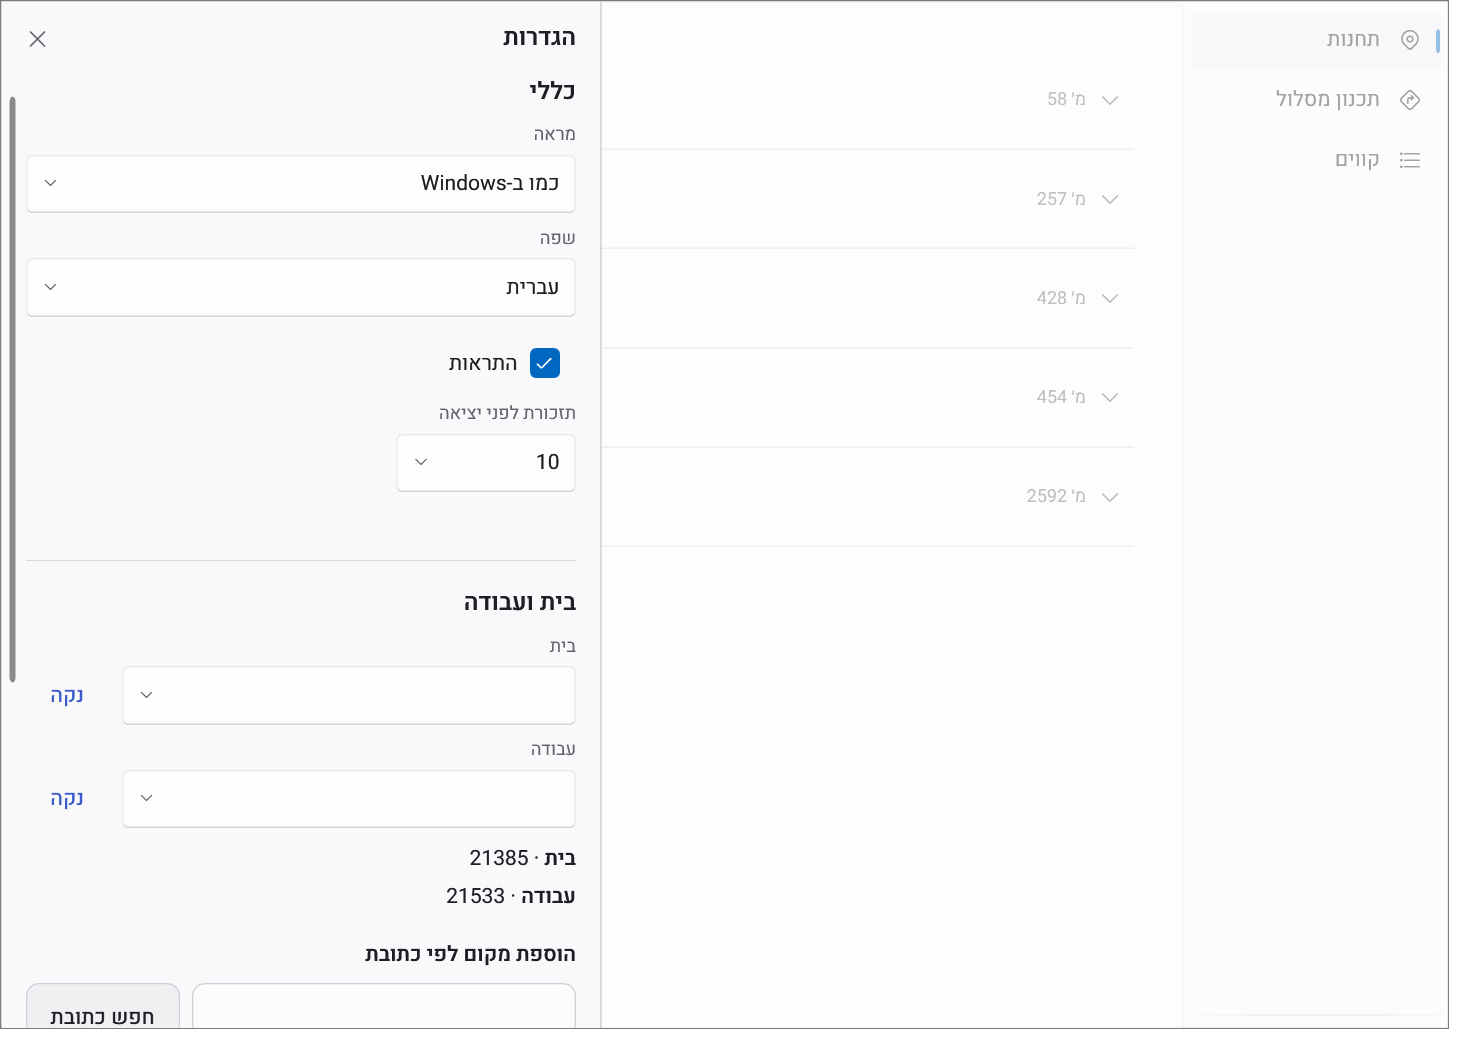 תחנות
תכנון מסלול
קווים
58 מ'
257 מ'
428 מ'
454 מ'
2592 מ'
הגדרות
כללי
מראה
כמו ב-Windows
שפה
עברית
התראות
תזכורת לפני יציאה
10
בית ועבודה
בית
נקה
עבודה
נקה
בית · 21385
עבודה · 21533
הוספת מקום לפי כתובת
חפש כתובת